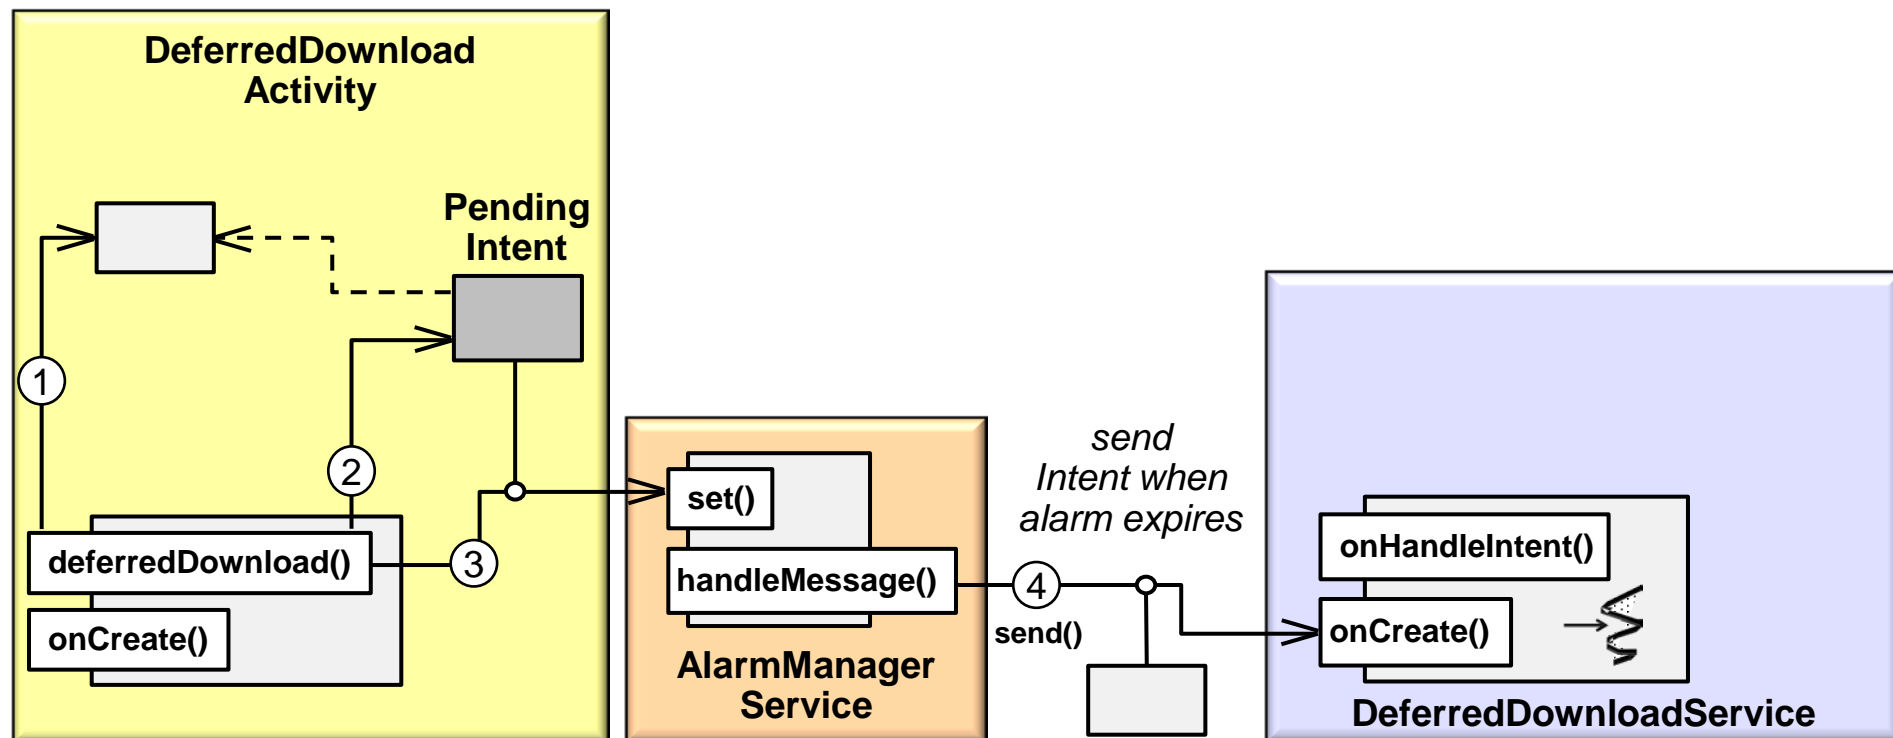 DeferredDownload
Activity
Pending
Intent
1
2
3
deferredDownload()
onCreate()
set()
handleMessage()
AlarmManager
Service
send
Intent when
alarm expires
4
send()
onHandleIntent()
onCreate()
DeferredDownloadService